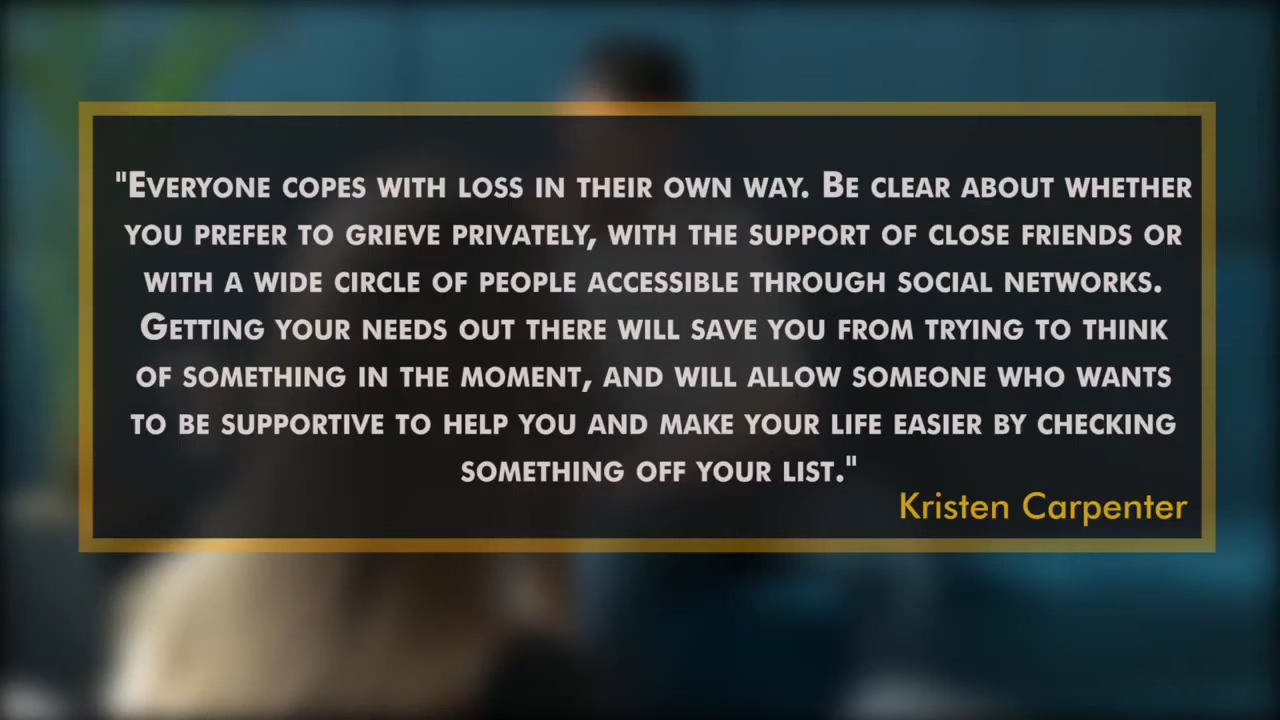 "Everyone copes with loss in their own way. Be clear about whether
you prefer to grieve privately, with the support of close friends or
with a wide circle of people accessible through social networks.
Getting your needs out there will save you from trying to think
of something in the moment, and will allow someone who wants
to be supportive to help you and make your life easier by checking
something off your list."
Kristen Carpenter